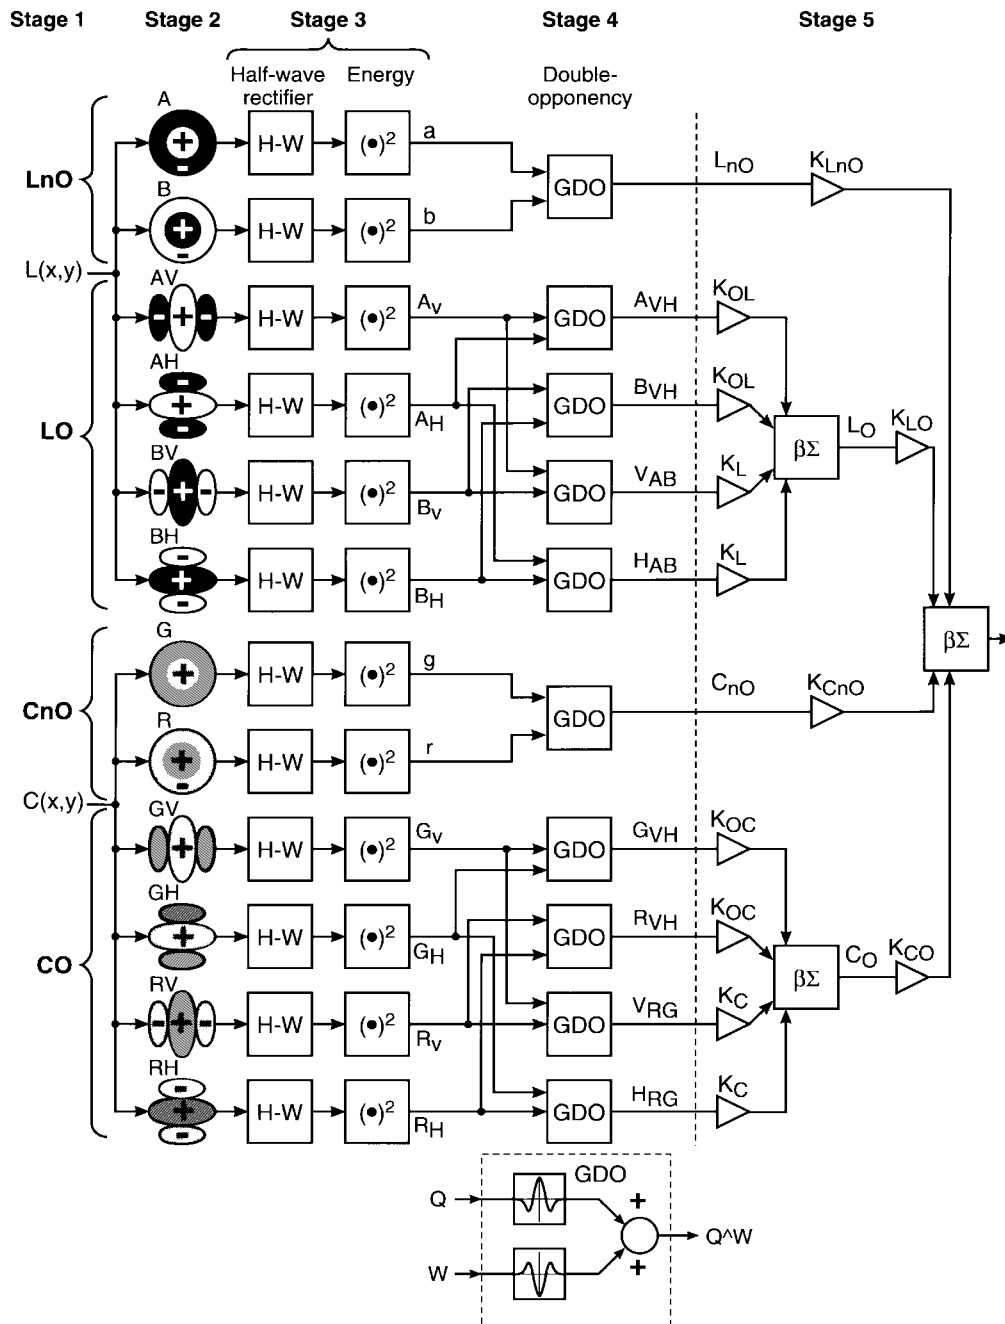 Stage 1 Stage 2 Stage 3 Stage 4 Stage 5
Half-wave rectifier Energy Double-opponency
A
LnO + - H-W (•)² a
GDO LnO KLnO
B
+ - H-W (•)² b
L(x,y)
AV
- + - H-W (•)² Av GDO AVH KOL
AH
- + - H-W (•)² AH GDO BVH KOL
LO
βΣ LO KLO
BV
- + - H-W (•)² Bv GDO VAB KL
BH
- + - H-W (•)² BH GDO HAB KL
βΣ
G
CnO + H-W (•)² g
GDO CnO KCnO
R
+ - H-W (•)² r
C(x,y)
GV
+ H-W (•)² Gv GDO GVH KOC
GH
+ H-W (•)² GH GDO RVH KOC
CO
βΣ CO KCO
RV
- + - H-W (•)² Rv GDO VRG KC
RH
- + - H-W (•)² RH GDO HRG KC
GDO
Q + Q^W
W +